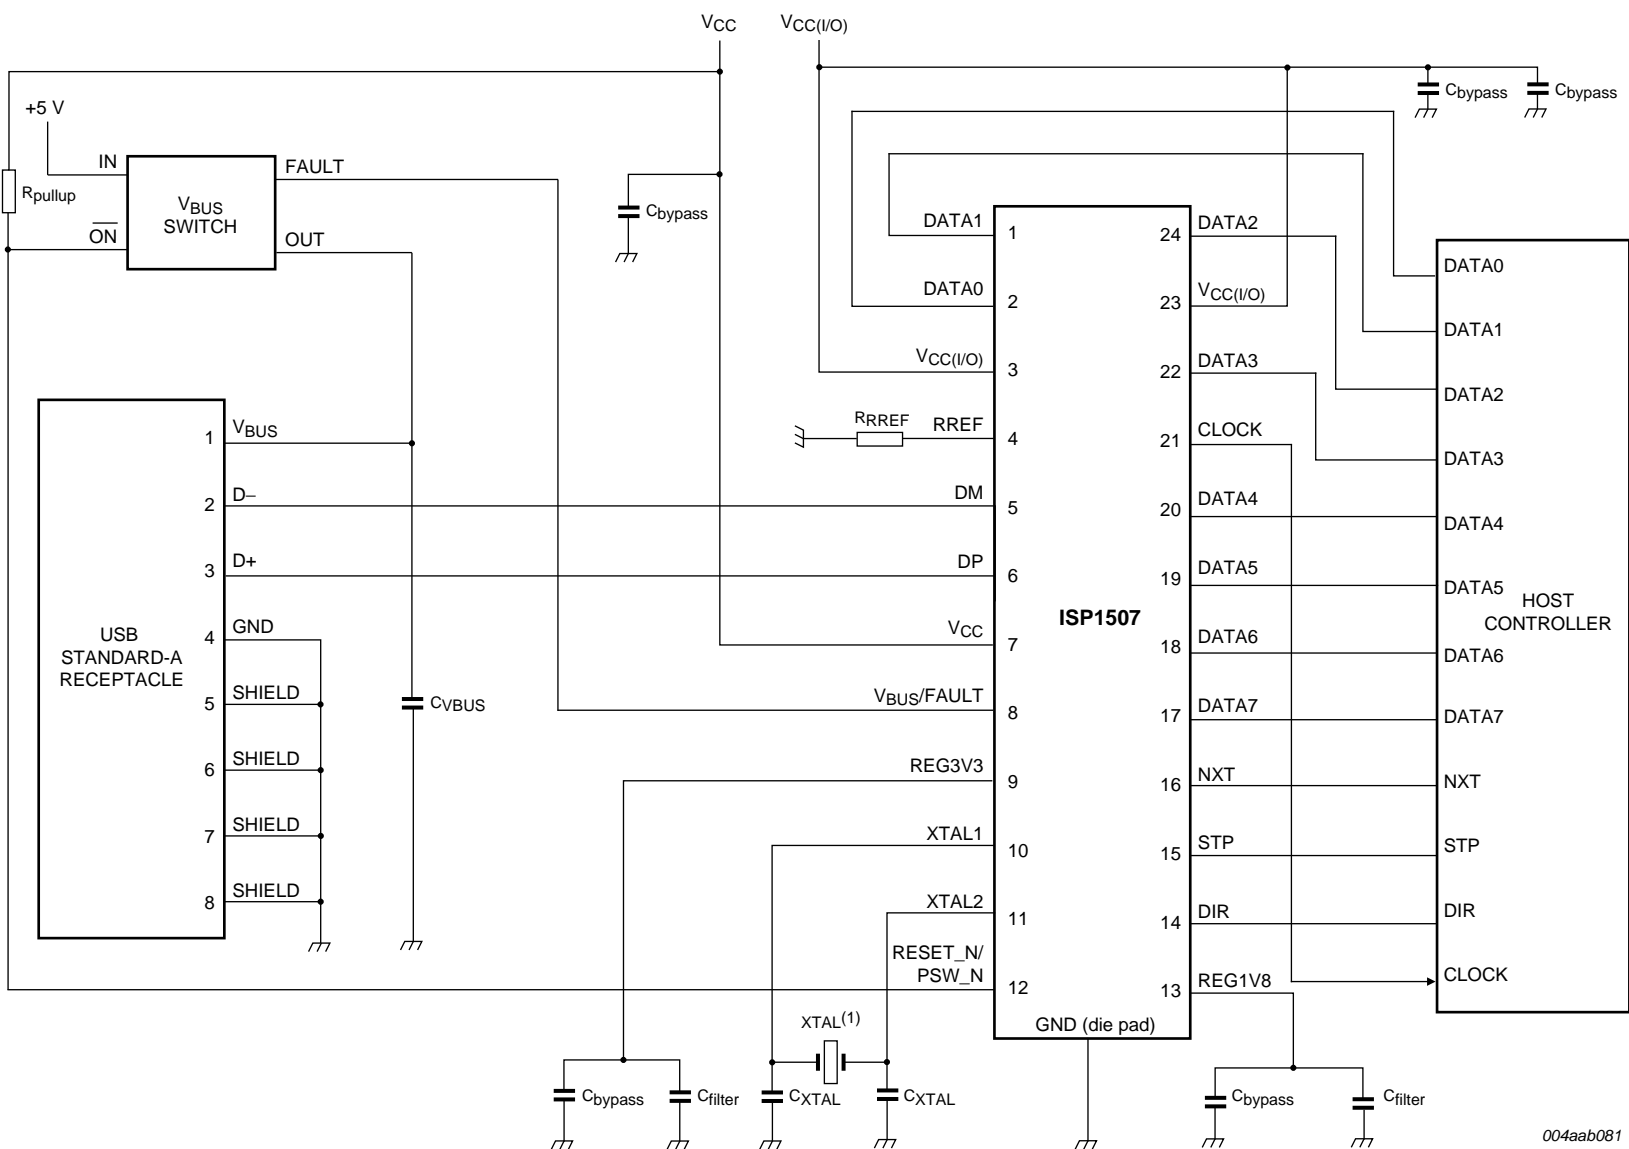 VCC
VCC(I/O)
Cbypass
Cbypass
+5 V
IN
FAULT
Rpullup
VBUS
SWITCH
ON
OUT
Cbypass
DATA1
1
24
DATA2
DATA0
DATA0
2
23
VCC(I/O)
DATA1
VCC(I/O)
3
22
DATA3
DATA2
RRREF
RREF
4
21
CLOCK
DATA3
1
VBUS
2
D–
DM
5
20
DATA4
DATA4
3
D+
DP
6
19
DATA5
DATA5
ISP1507
HOST
CONTROLLER
USB
STANDARD-A
RECEPTACLE
4
GND
VCC
7
18
DATA6
DATA6
5
SHIELD
CVBUS
VBUS/FAULT
8
17
DATA7
DATA7
6
SHIELD
REG3V3
9
16
NXT
NXT
7
SHIELD
XTAL1
10
15
STP
STP
8
SHIELD
XTAL2
11
14
DIR
DIR
RESET_N/
PSW_N
12
13
REG1V8
CLOCK
GND (die pad)
XTAL(1)
Cbypass
Cfilter
CXTAL
CXTAL
Cbypass
Cfilter
004aab081